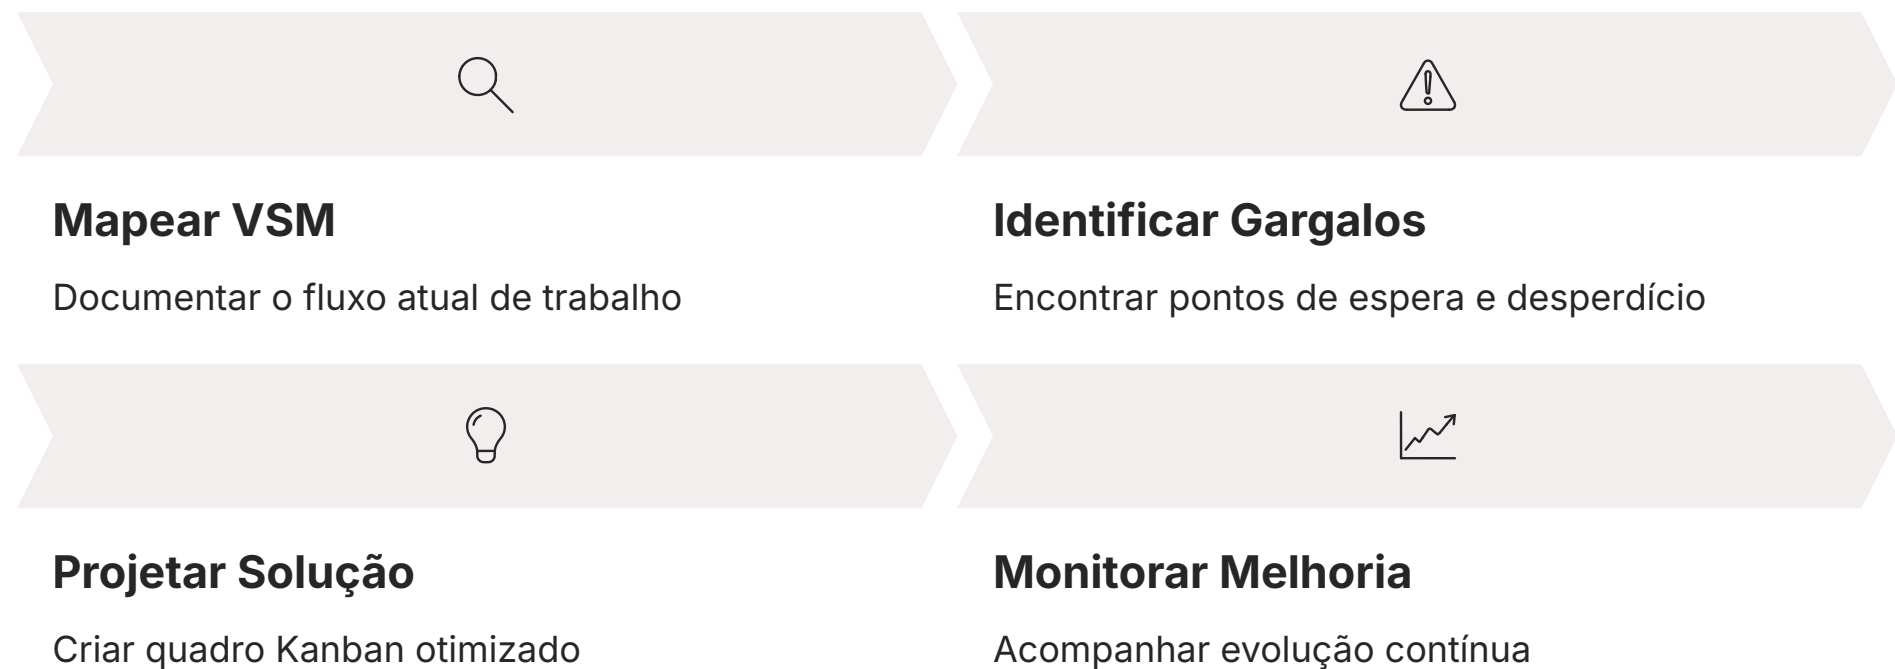 Mapear VSM
Documentar o fluxo atual de trabalho
Identificar Gargalos
Encontrar pontos de espera e desperdício
Projetar Solução
Criar quadro Kanban otimizado
Monitorar Melhoria
Acompanhar evolução contínua